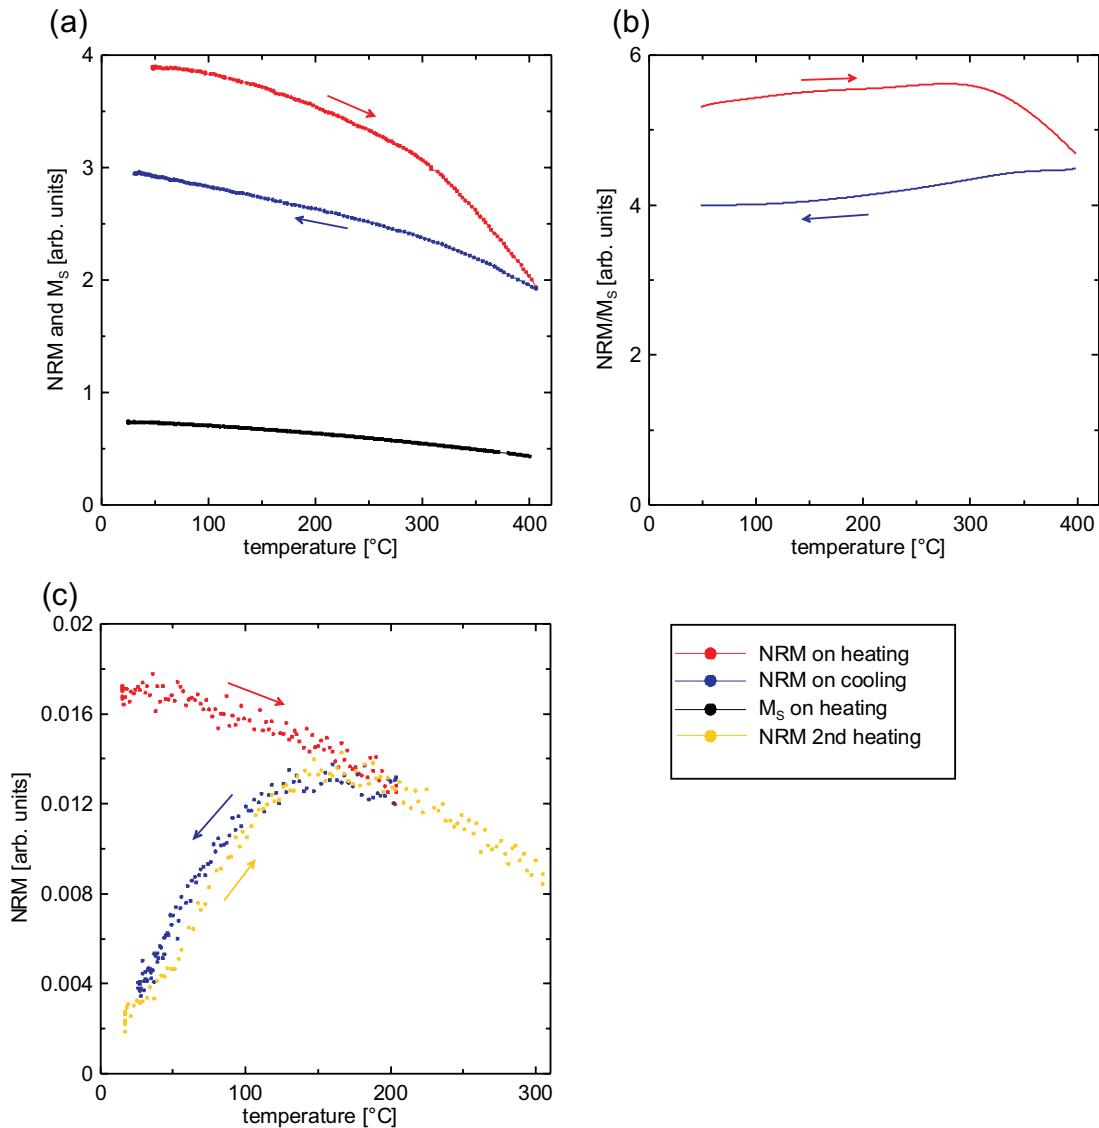 (a)
4
3
2
1
0
NRM and MS [arb. units]
0 100 200 300 400
temperature [°C]
(b)
6
4
2
0
NRM/MS [arb. units]
0 100 200 300 400
temperature [°C]
(c)
0.02
0.016
0.012
0.008
0.004
0
NRM [arb. units]
0 100 200 300
temperature [°C]
NRM on heating
NRM on cooling
MS on heating
NRM 2nd heating